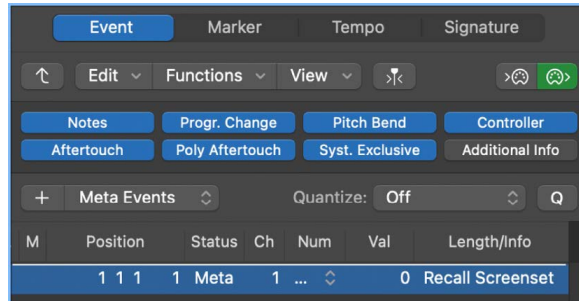 Event Marker Tempo Signature
Edit Functions View
Notes Progr. Change Pitch Bend Controller
Aftertouch Poly Aftertouch Syst. Exclusive Additional Info
+ Meta Events Quantize: Off Q
M Position Status Ch Num Val Length/Info
1 1 1 1 Meta 1 ... 0 Recall Screenset